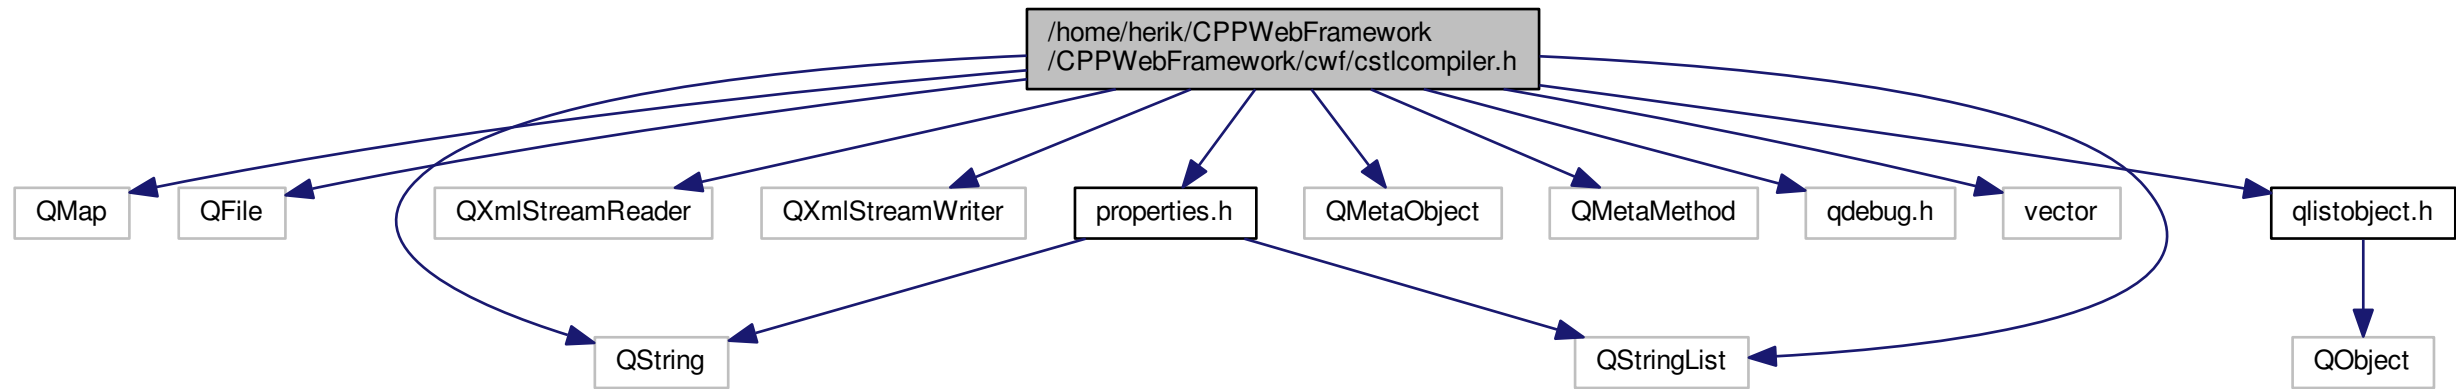 /home/herik/CPPWebFramework
/CPPWebFramework/cwf/cstlcompiler.h
QMap
QFile
QXmlStreamReader
QXmlStreamWriter
properties.h
QMetaObject
QMetaMethod
qdebug.h
vector
qlistobject.h
QString
QStringList
QObject